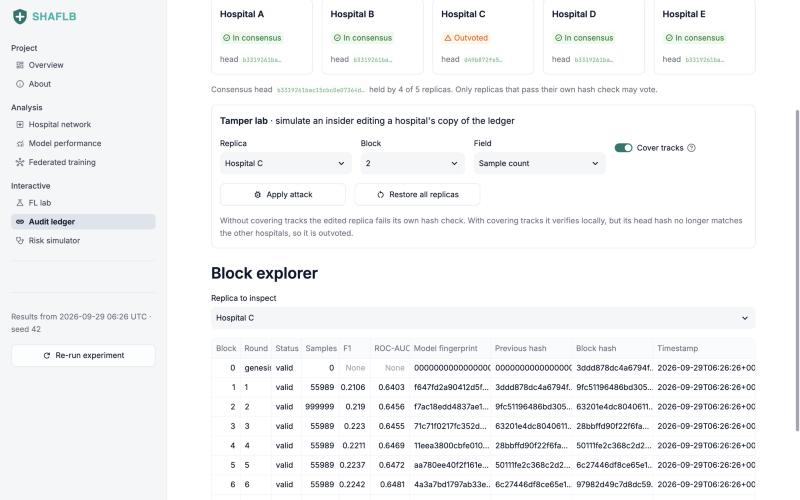 SHAFLB
Project
Overview
About
Analysis
Hospital network
Model performance
Federated training
Interactive
FL lab
Audit ledger
Risk simulator
Results from 2026-09-29 06:26 UTC ·
seed 42
Re-run experiment
Hospital A
Hospital B
Hospital C
Hospital D
Hospital E
In consensus
In consensus
Outvoted
In consensus
In consensus
head b3319261ba…
head b3319261ba…
head
head b3319261ba…
head b3319261ba…
Consensus head held by 4 of 5 replicas. Only replicas that pass their own hash check may vote.
Tamper lab · simulate an insider editing a hospital's copy of the ledger
Replica Block Field
Hospital C 2 Sample count Cover tracks
Apply attack Restore all replicas
Without covering tracks the edited replica fails its own hash check. With covering tracks it verifies locally, but its head hash no longer matches
the other hospitals, so it is outvoted.
Block explorer
Replica to inspect
Hospital C
Block Round Status Samples F1 ROC-AUC Model fingerprint Previous hash Block hash Timestamp
0 genesis valid 0 None None 0000000000000000 0000000000000000 3ddd878dc4a6794f… 2026-09-29T06:26:26+00
1 1 valid 55989 0.2106 0.6403 f647fd2a90412d5f… 3ddd878dc4a6794… 9fc51196486bd305… 2026-09-29T06:26:26+00
2 2 valid 999999 0.219 0.6456 f7ac18edd4837ae1… 9fc51196486bd305… 63201e4dc8040611… 2026-09-29T06:26:26+00
3 3 valid 55989 0.223 0.6455 71c71f0217fc352d… 63201e4dc8040611… 28bbffd90f22f6fa… 2026-09-29T06:26:26+00
4 4 valid 55989 0.2211 0.6469 11eea3800cbfe010… 28bbffd90f22f6fa… 50111fe2c368c2d2… 2026-09-29T06:26:26+00
5 5 valid 55989 0.2237 0.6472 aa780ee40f2f161e… 50111fe2c368c2d2… 6c27446df8ce65e1… 2026-09-29T06:26:26+00
6 6 valid 55989 0.2242 0.6481 4a3a7bd1797ab33e… 6c27446df8ce65e1… 97982d49c7d8dc59… 2026-09-29T06:26:26+00